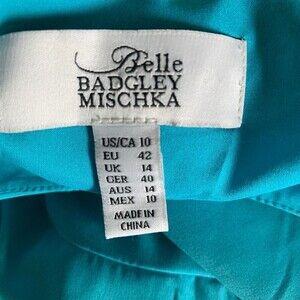 Belle
BADGLEY
MISCHKA
US/CA 10
EU 42
UK 14
GER 40
AUS 14
MEX 10
MADE IN
CHINA